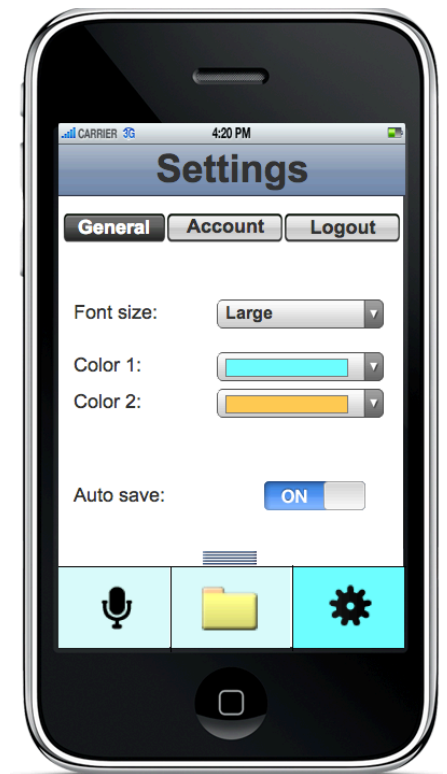 CARRIER 3G 4:20 PM
Settings
General Account Logout
Font size: Large
Color 1:
Color 2:
Auto save: ON